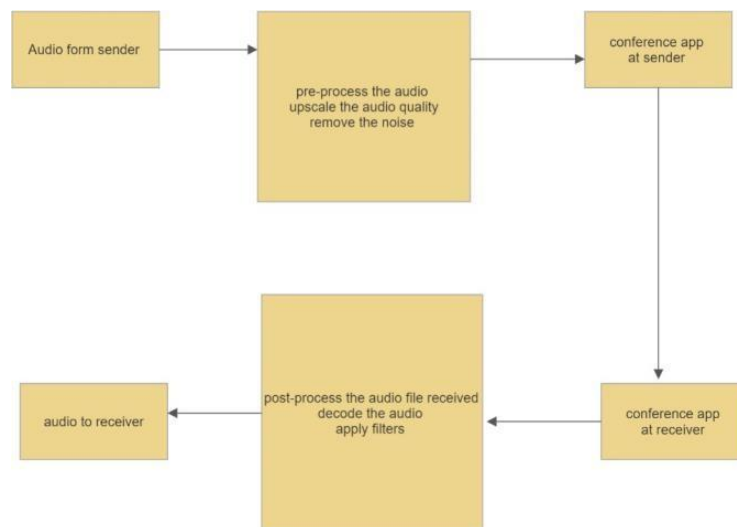 Audio form sender
pre-process the audio
upscale the audio quality
remove the noise
conference app
at sender
conference app
at receiver
post-process the audio file received
decode the audio
apply filters
audio to receiver